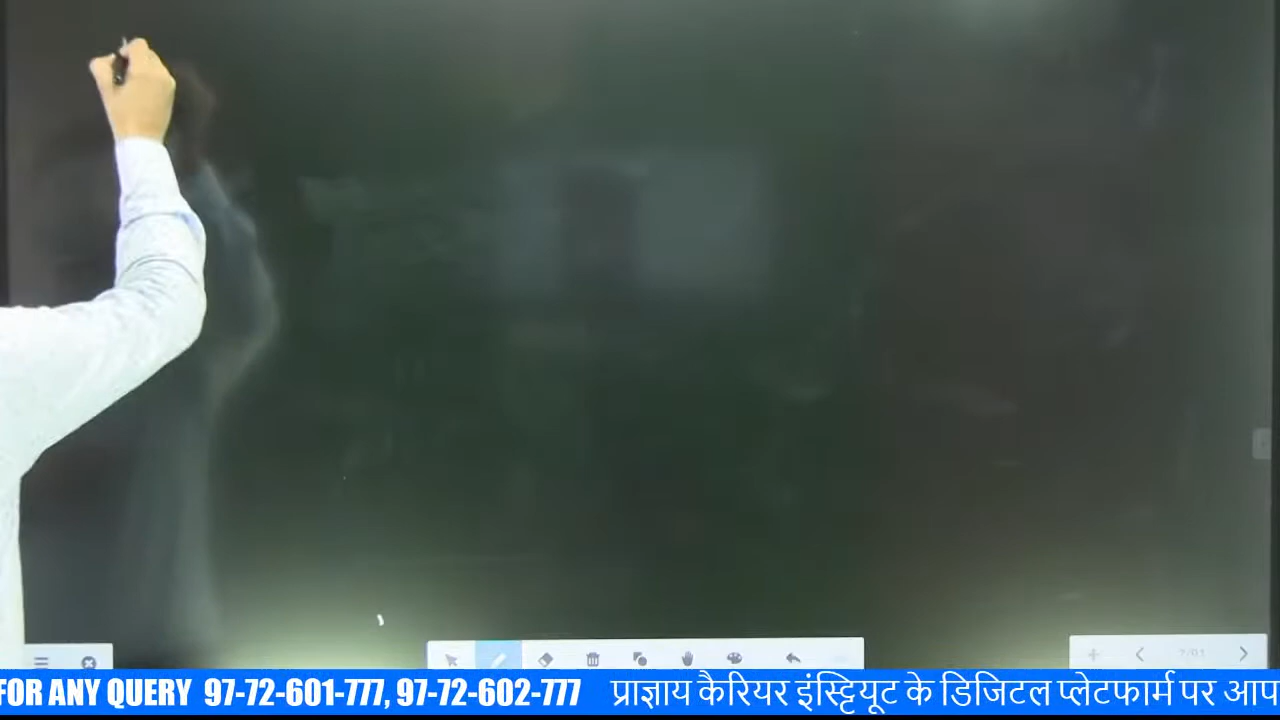 FOR ANY QUERY 97-72-601-777, 97-72-602-777 प्राज्ञाय कैरियर इंस्टियूट के डिजिटल प्लेटफार्म पर आप